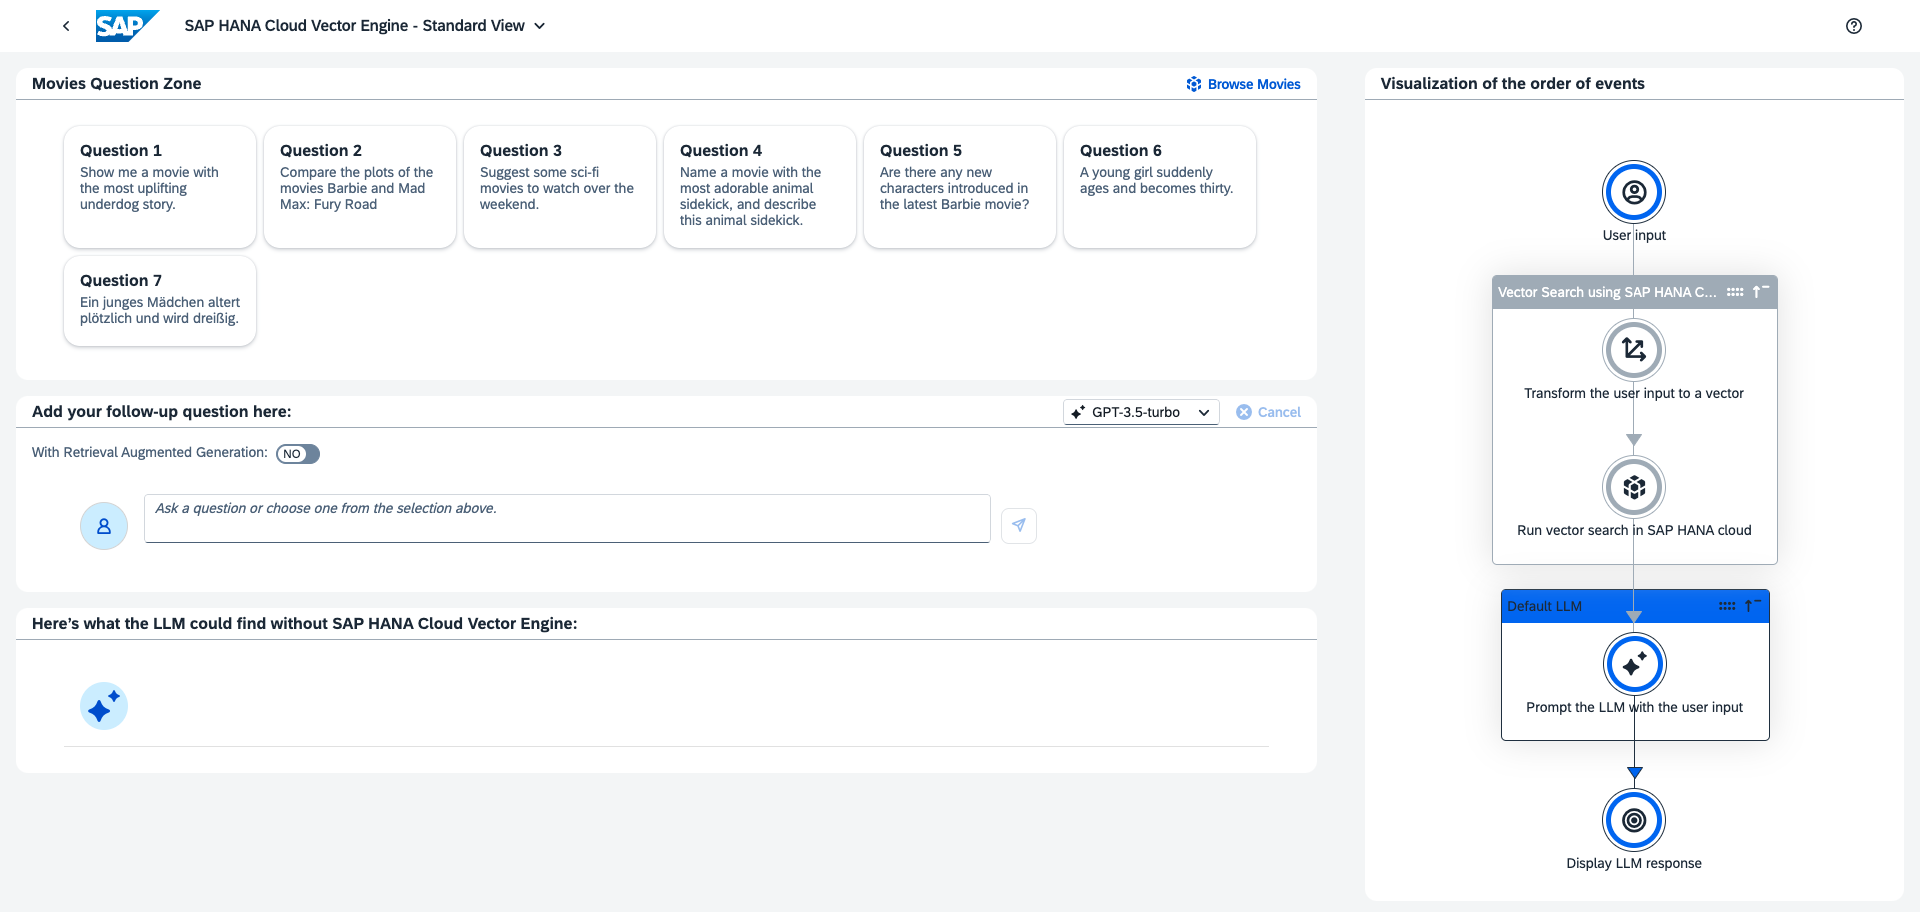 SAP
SAP HANA Cloud Vector Engine - Standard View
Movies Question Zone
Browse Movies
Question 1
Show me a movie with
the most uplifting
underdog story.
Question 2
Compare the plots of the
movies Barbie and Mad
Max: Fury Road
Question 3
Suggest some sci-fi
movies to watch over the
weekend.
Question 4
Name a movie with the
most adorable animal
sidekick, and describe
this animal sidekick.
Question 5
Are there any new
characters introduced in
the latest Barbie movie?
Question 6
A young girl suddenly
ages and becomes thirty.
Question 7
Ein junges Mädchen altert
plötzlich und wird dreißig.
Add your follow-up question here:
GPT-3.5-turbo
Cancel
With Retrieval Augmented Generation:
NO
Ask a question or choose one from the selection above.
Here's what the LLM could find without SAP HANA Cloud Vector Engine:
Visualization of the order of events
User input
Vector Search using SAP HANA C...
Transform the user input to a vector
Run vector search in SAP HANA cloud
Default LLM
Prompt the LLM with the user input
Display LLM response